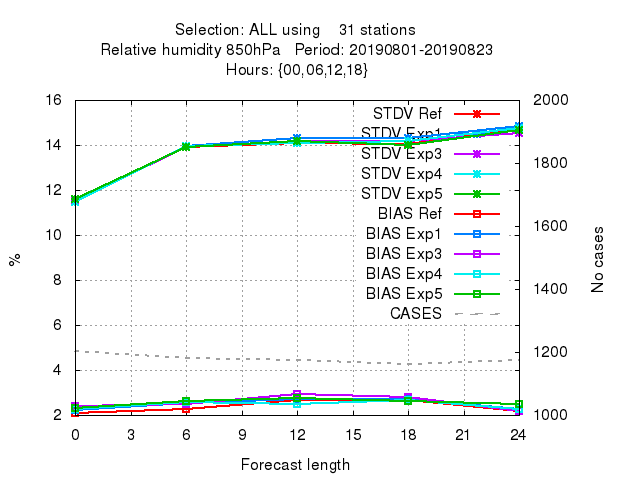 Selection: ALL using    31 stations
Relative humidity 850hPa   Period: 20190801-20190823
Hours: {00,06,12,18}
16
14
12
10
8
6
4
2
%
2000
1800
1600
1400
1200
1000
No cases
STDV Ref
STDV Exp1
STDV Exp3
STDV Exp4
STDV Exp5
BIAS Ref
BIAS Exp1
BIAS Exp3
BIAS Exp4
BIAS Exp5
CASES
0 3 6 9 12 15 18 21 24
Forecast length